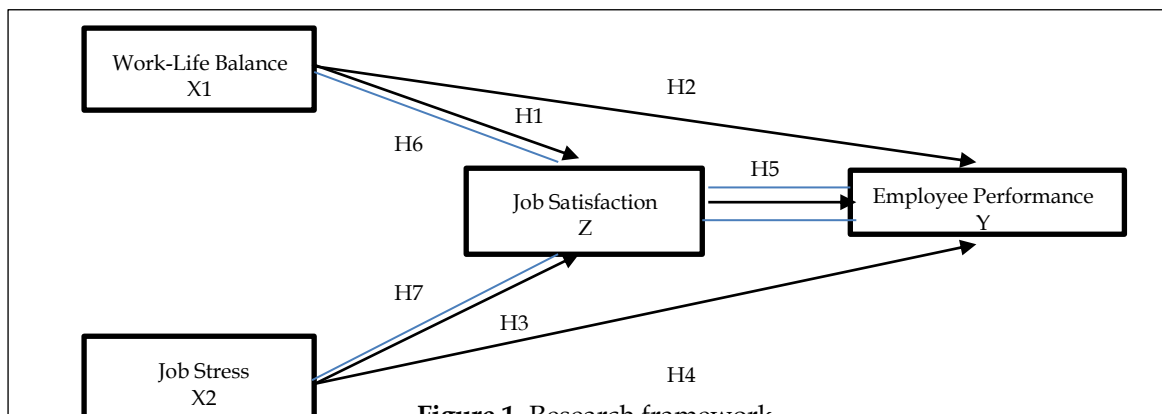 Work-Life Balance
X1
H2
H1
H6
H5
Job Satisfaction
Z
Employee Performance
Y
H7
H3
Job Stress
X2
H4
Figure 1. Research framework